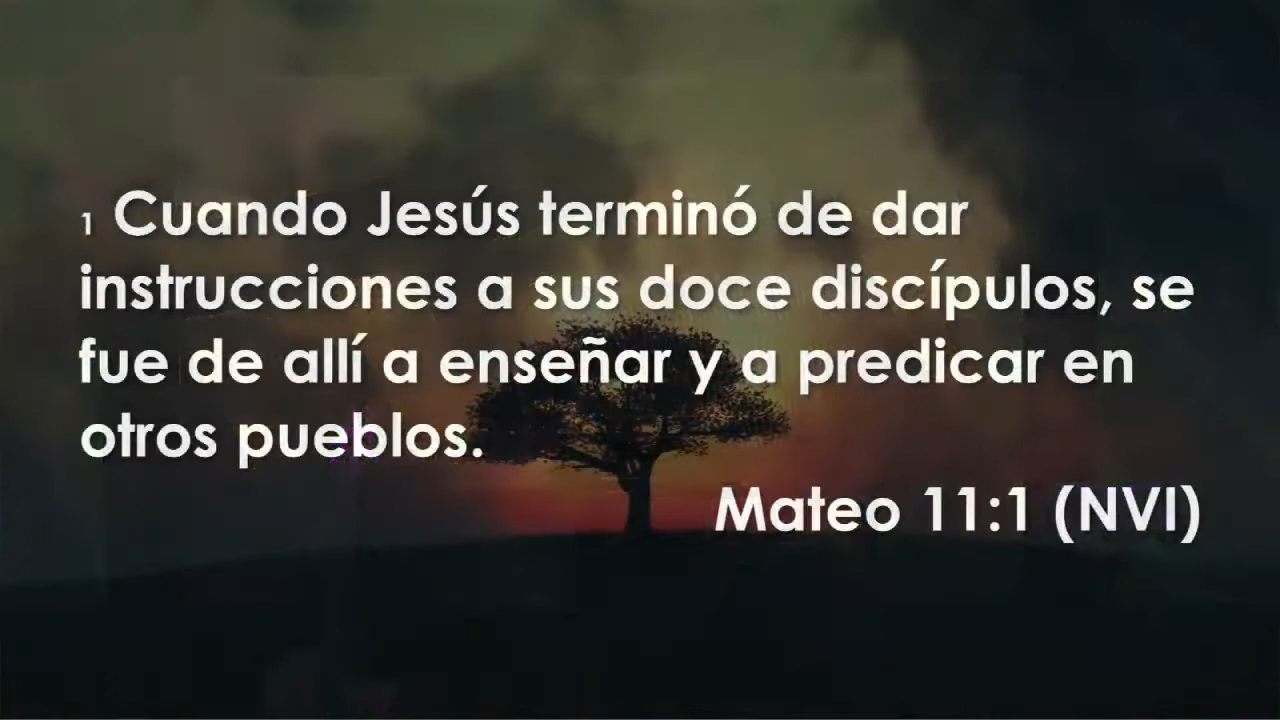 1 Cuando Jesús terminó de dar
instrucciones a sus doce discípulos, se
fue de allí a enseñar y a predicar en
otros pueblos.
Mateo 11:1 (NVI)